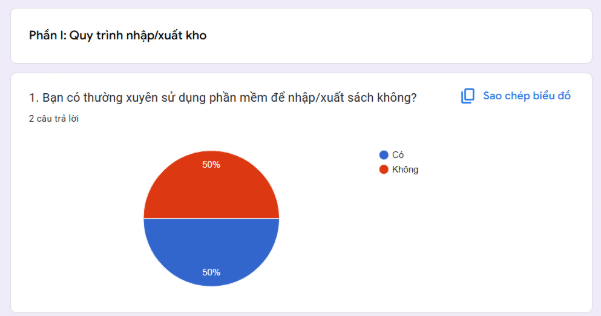 Phần I: Quy trình nhập/xuất kho
1. Bạn có thường xuyên sử dụng phần mềm để nhập/xuất sách không?
Sao chép biểu đồ
2 câu trả lời
50%
Có
Không
50%